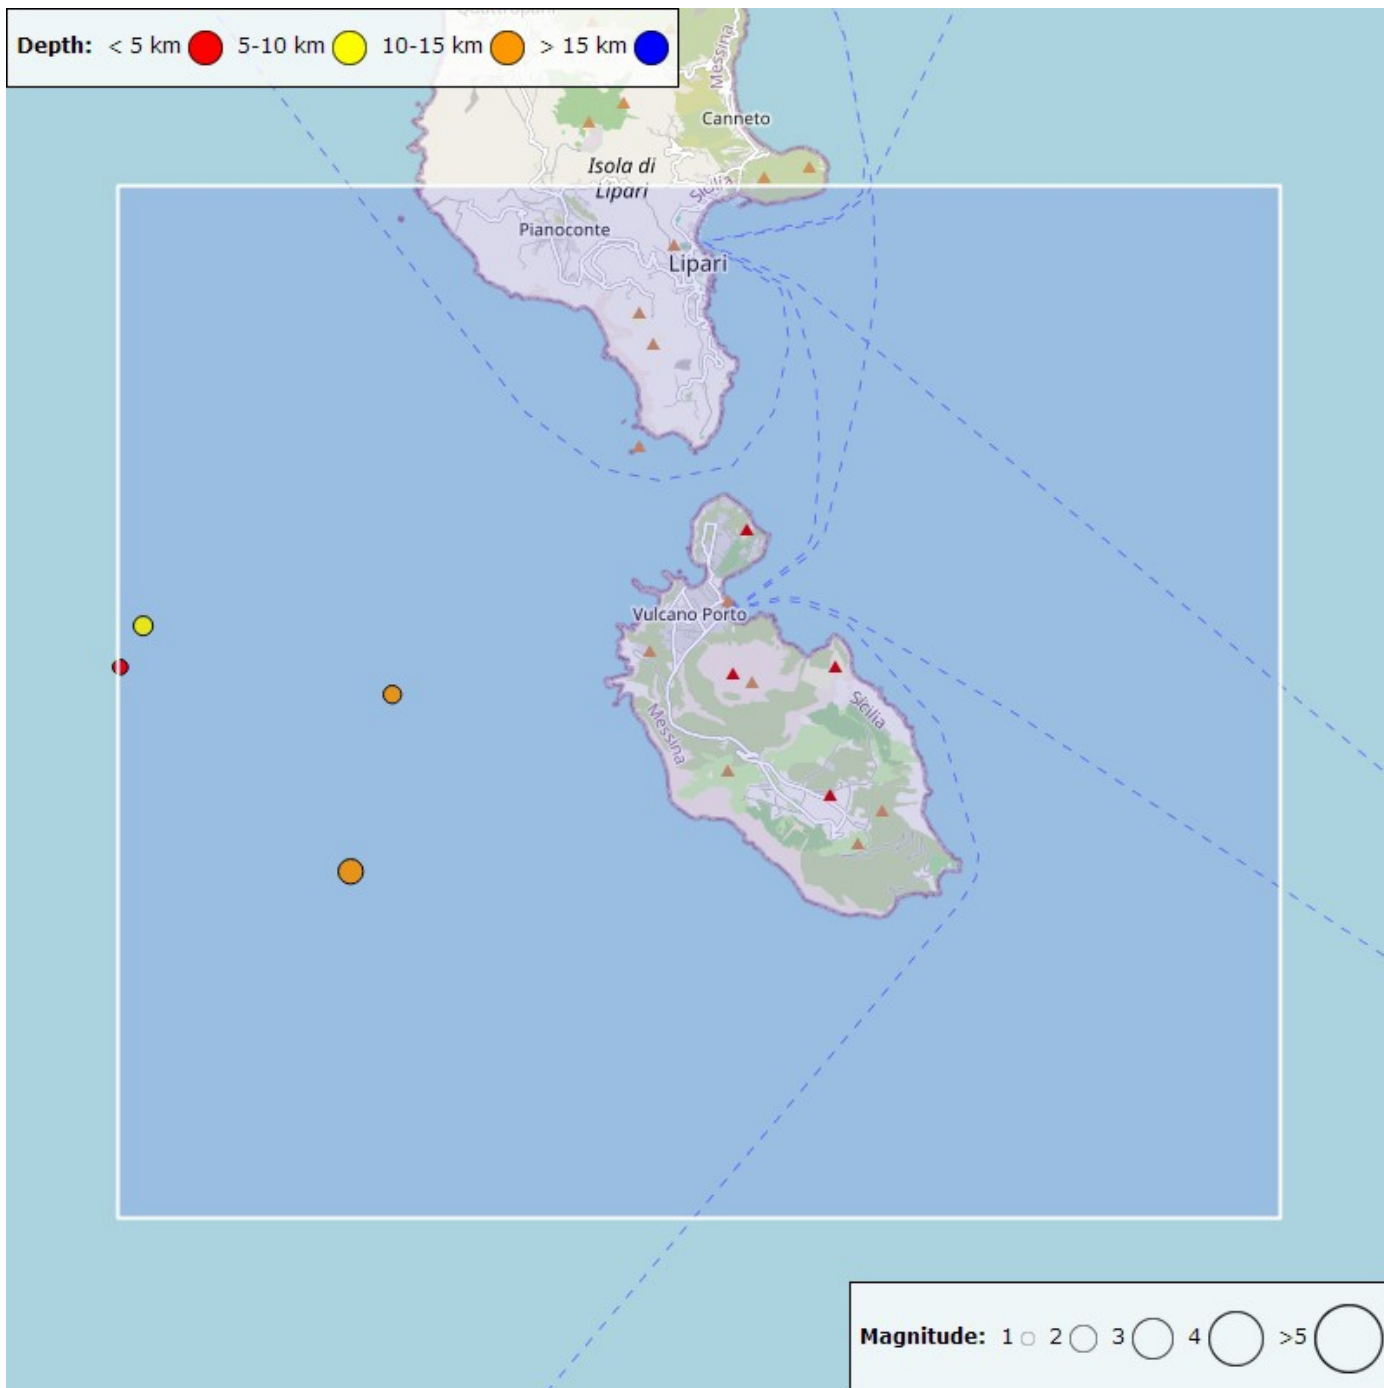 Quattropani
Depth: < 5 km 5-10 km 10-15 km > 15 km
Messina
Canneto
Isola di
Lipari
Sicilia
Pianoconte
Lipari
Vulcano Porto
Messina
Sicilia
Magnitude: 1 2 3 4 >5